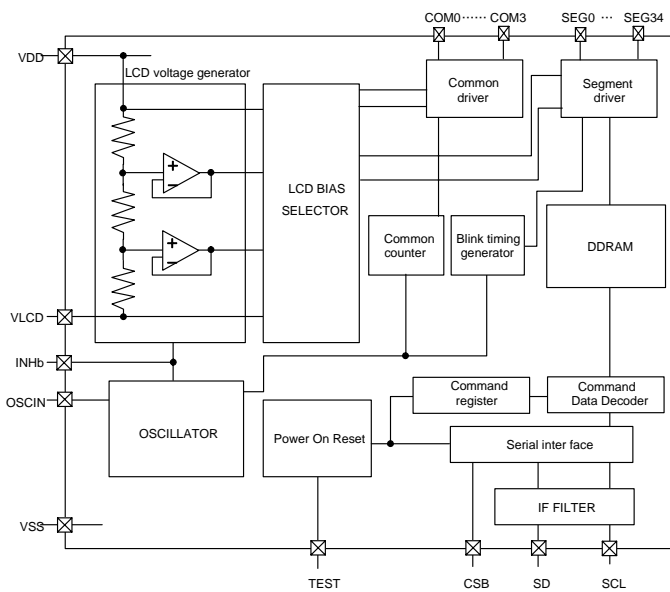 COM0 ······ COM3 SEG0 ··· SEG34
VDD
LCD voltage generator
Common
driver
Segment
driver
+
−
LCD BIAS
SELECTOR
+
−
Common
counter
Blink timing
generator
DDRAM
VLCD
INHb
OSCIN
OSCILLATOR
Command
register
Command
Data Decoder
Power On Reset
Serial inter face
IF FILTER
VSS
TEST CSB SD SCL